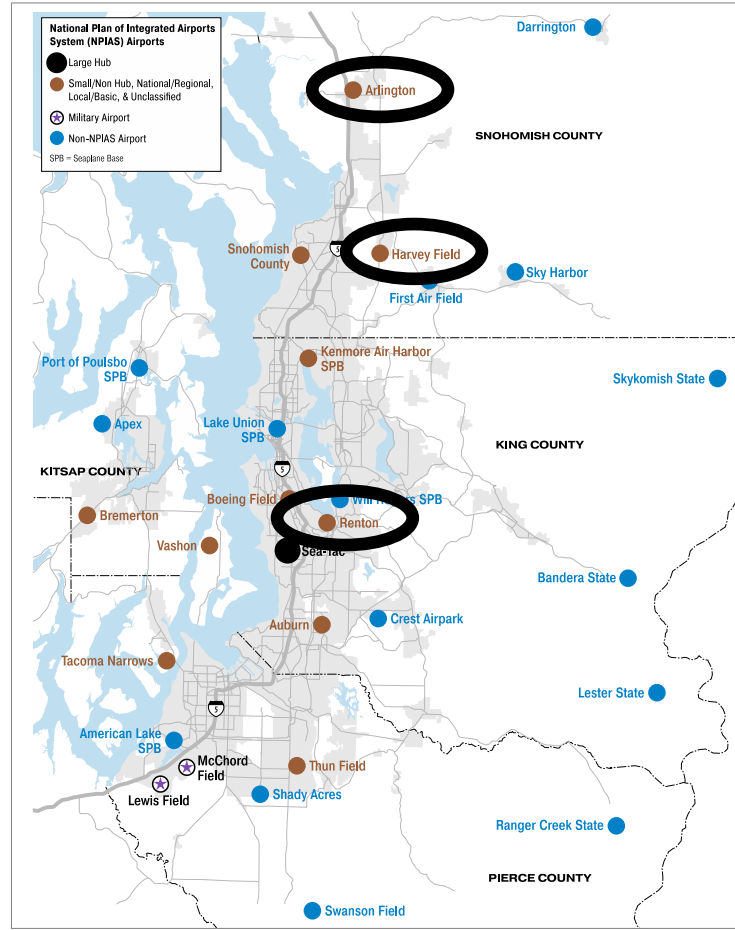 National Plan of Integrated Airports
System (NPIAS) Airports
Large Hub
Small/Non Hub, National/Regional,
Local/Basic, & Unclassified
Military Airport
Non-NPIAS Airport
SPB = Seaplane Base
Darrington
Arlington
SNOHOMISH COUNTY
Snohomish
County
5
Harvey Field
Sky Harbor
First Air Field
Kenmore Air Harbor
SPB
Port of Poulsbo
SPB
Skykomish State
Apex
Lake Union
SPB
KING COUNTY
KITSAP COUNTY
5
Boeing Field
SPB
Bremerton
Renton
Vashon
Sea-Tac
Bandera State
Auburn
Crest Airpark
Tacoma Narrows
Lester State
5
American Lake
SPB
McChord
Field
Thun Field
Lewis Field
Shady Acres
Ranger Creek State
PIERCE COUNTY
Swanson Field